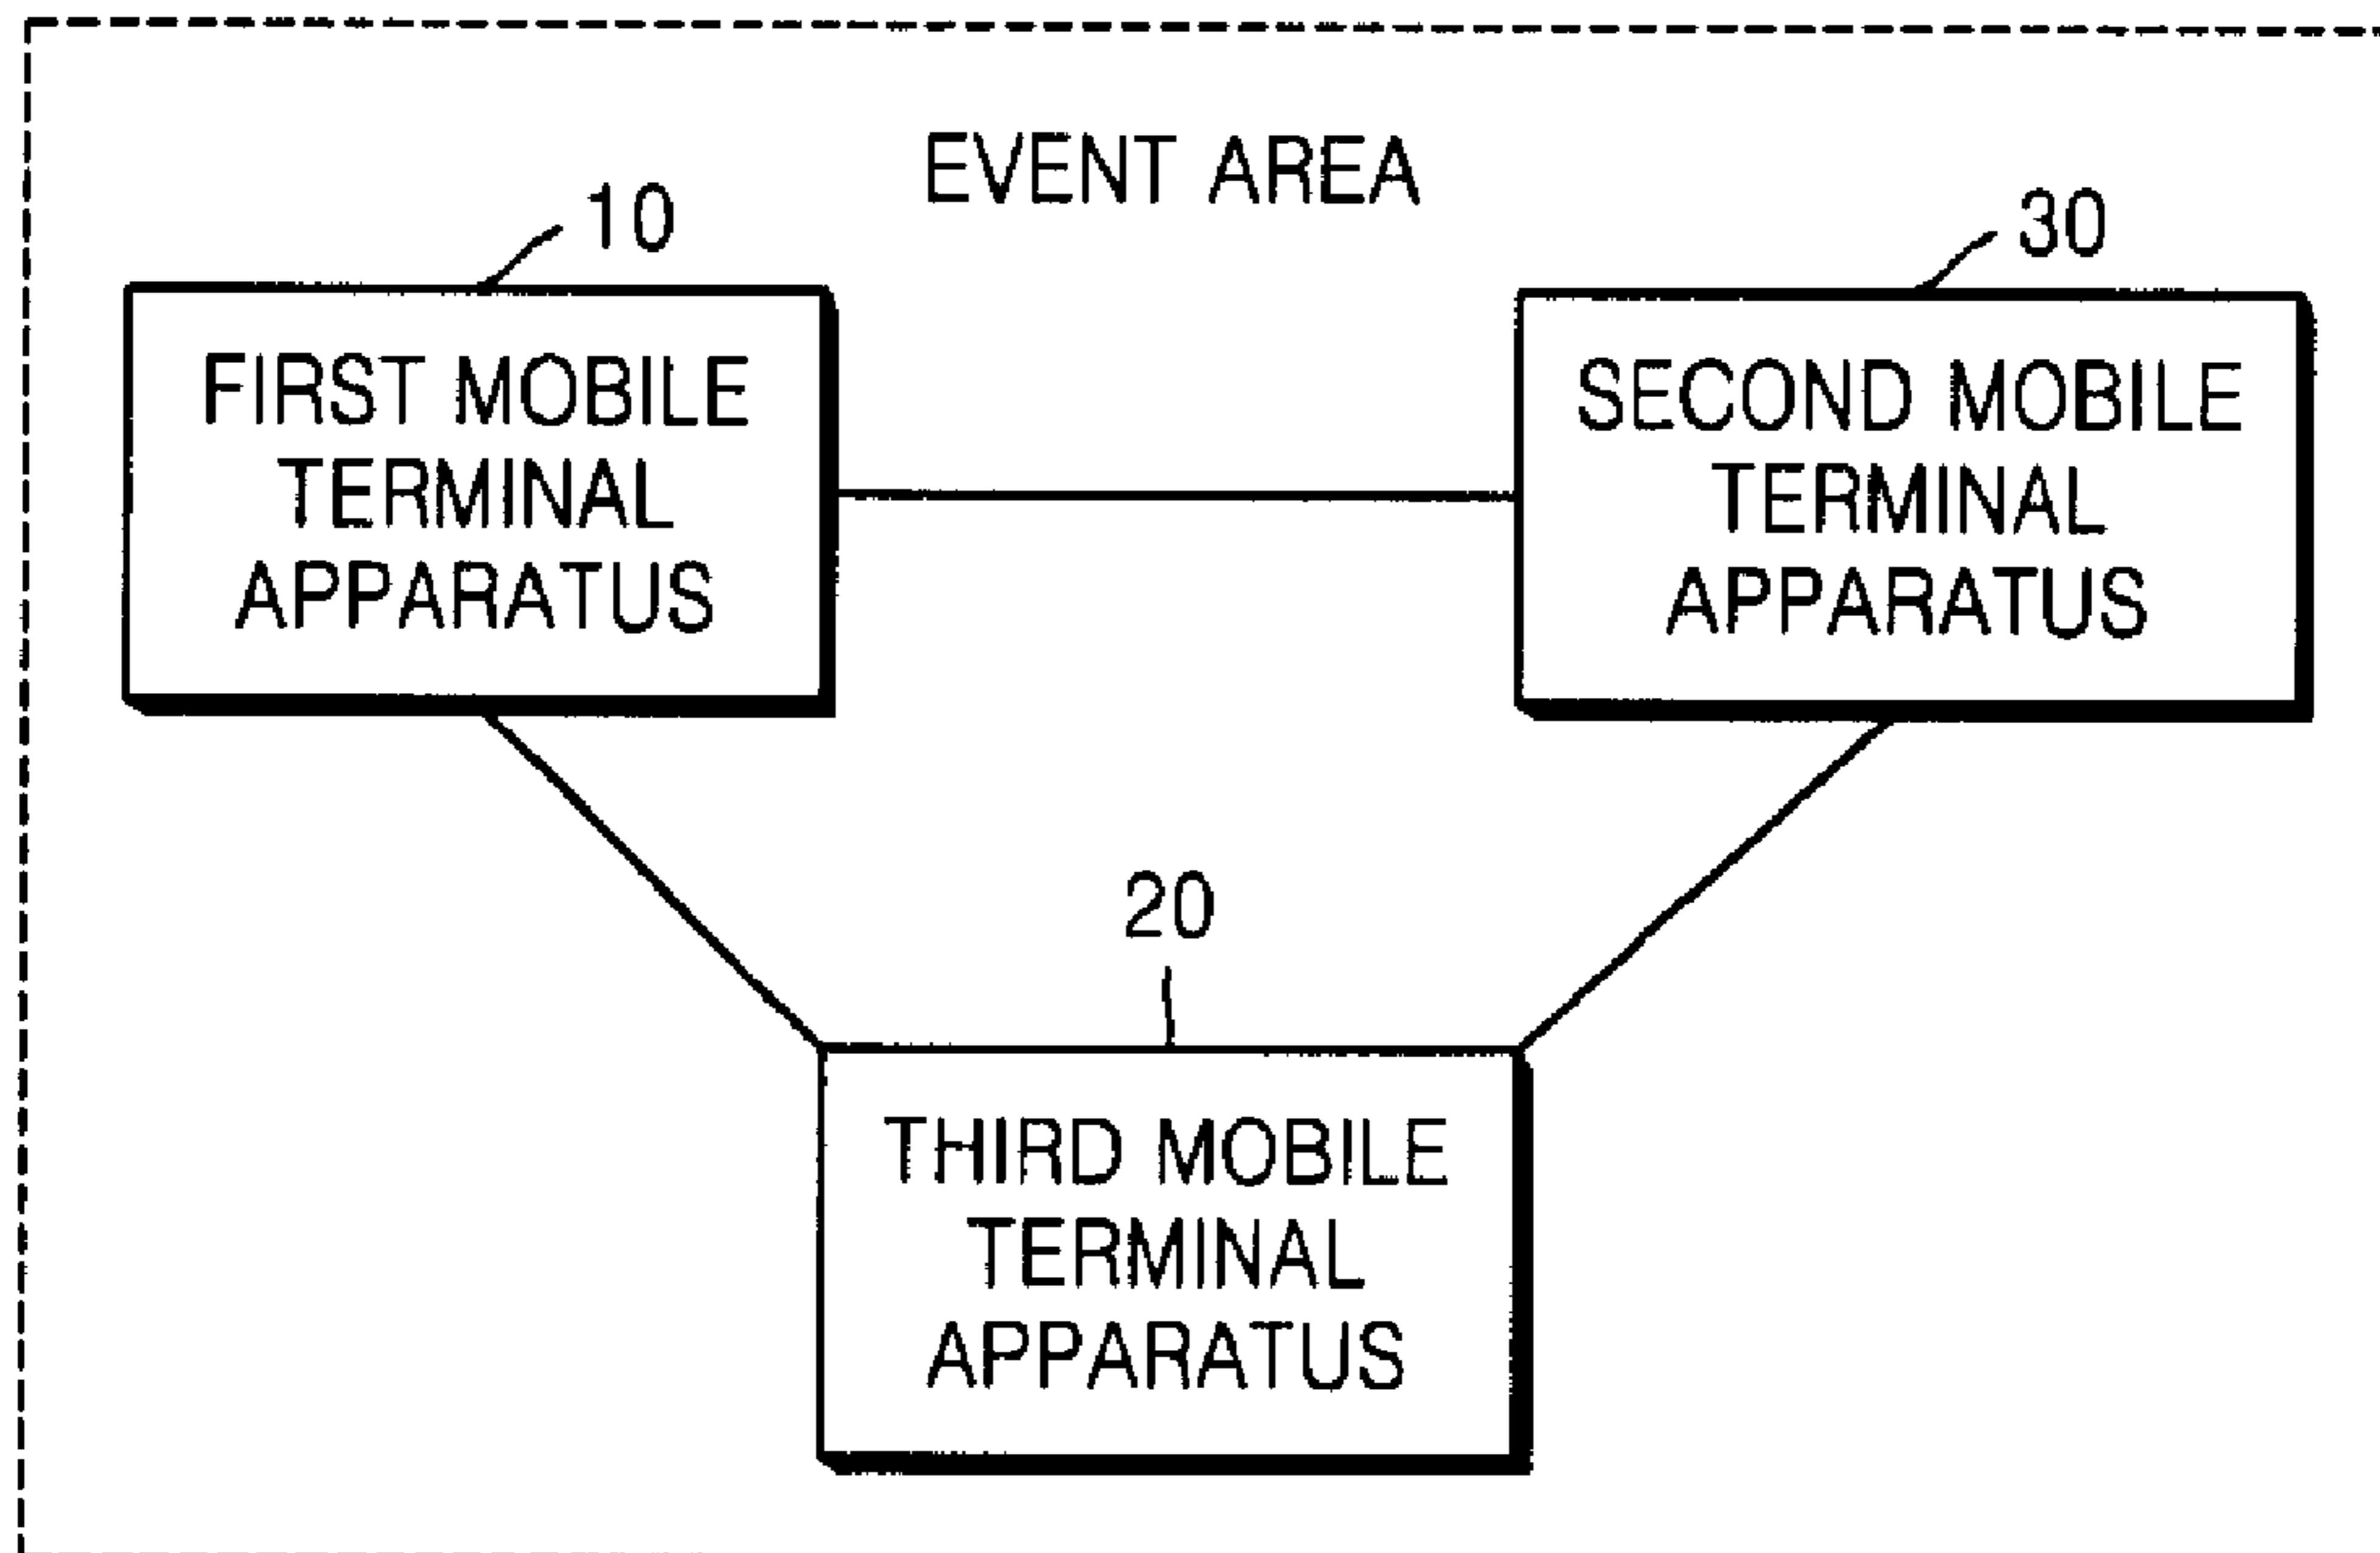 EVENT AREA
10
FIRST MOBILE
TERMINAL
APPARATUS
30
SECOND MOBILE
TERMINAL
APPARATUS
20
THIRD MOBILE
TERMINAL
APPARATUS